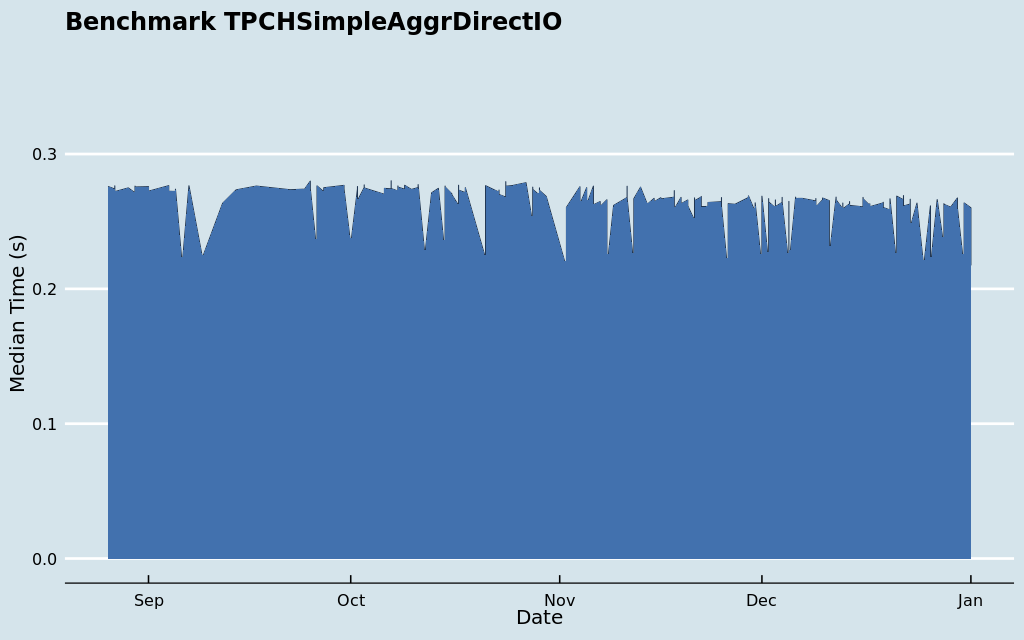 Benchmark TPCHSimpleAggrDirectIO
Median Time (s)
0.3
0.2
0.1
0.0
Sep Oct Nov Dec Jan
Date